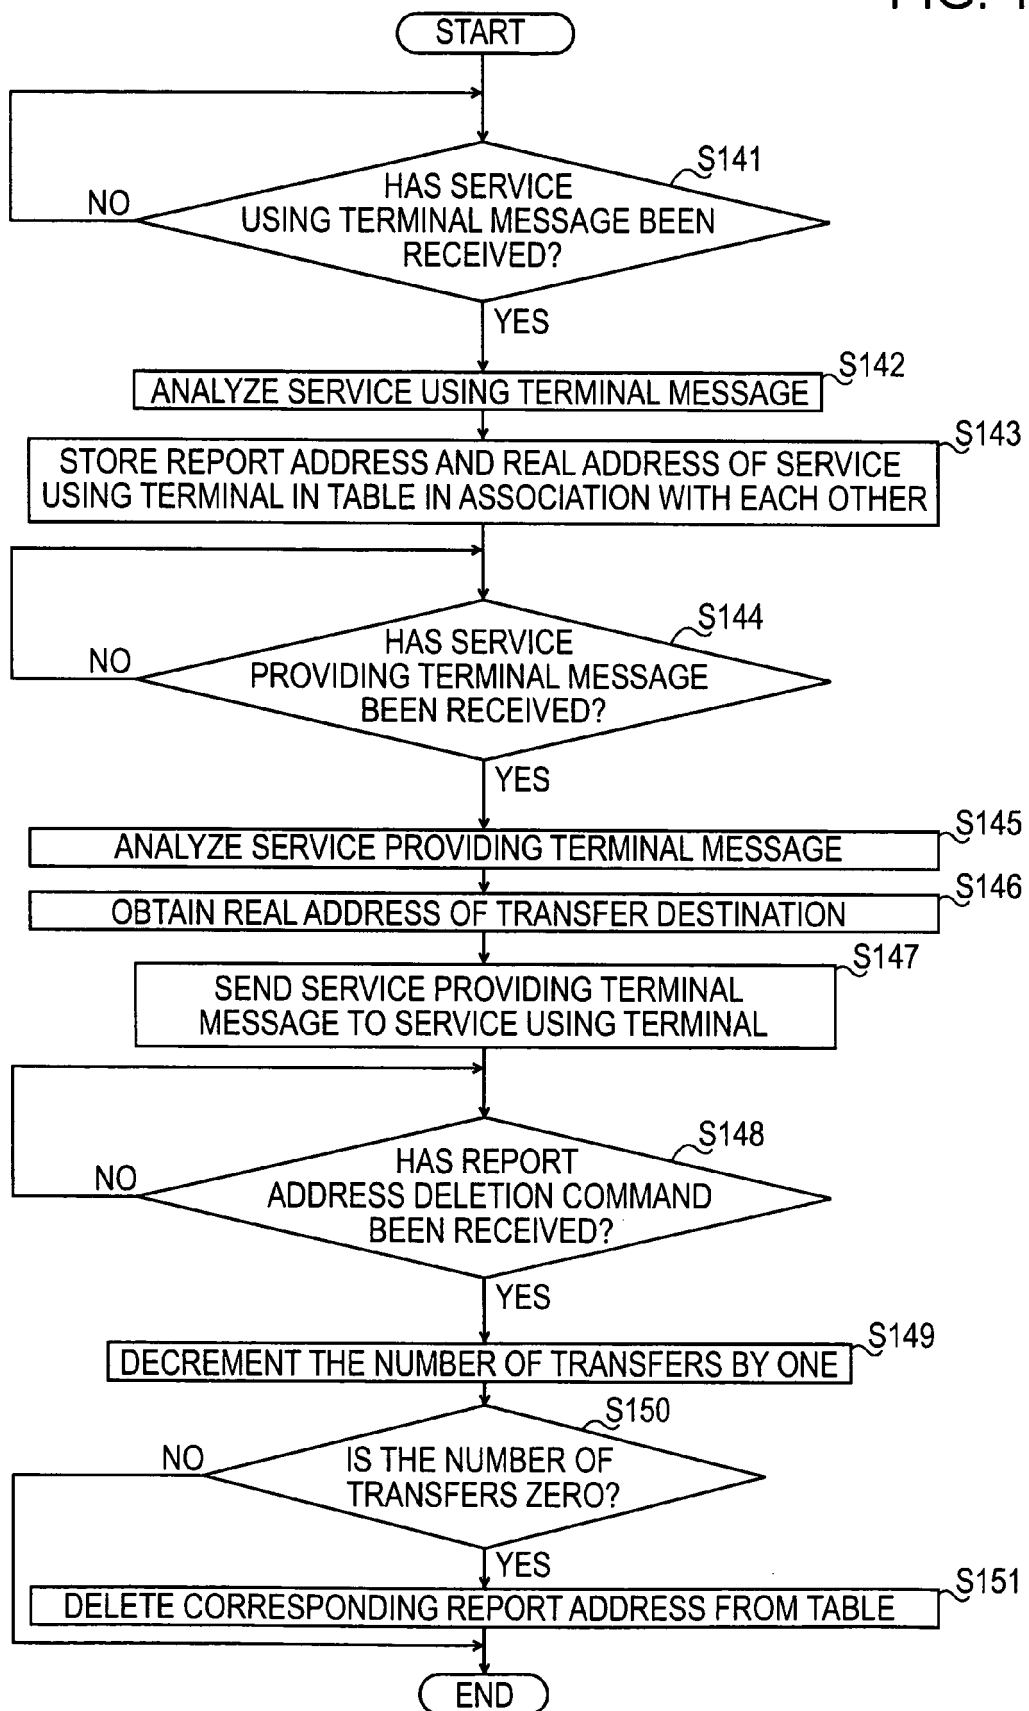 FIG. 1
START
S141
HAS SERVICE
USING TERMINAL MESSAGE BEEN
RECEIVED?
NO
YES
S142
ANALYZE SERVICE USING TERMINAL MESSAGE
S143
STORE REPORT ADDRESS AND REAL ADDRESS OF SERVICE
USING TERMINAL IN TABLE IN ASSOCIATION WITH EACH OTHER
S144
HAS SERVICE
PROVIDING TERMINAL MESSAGE
BEEN RECEIVED?
NO
YES
S145
ANALYZE SERVICE PROVIDING TERMINAL MESSAGE
S146
OBTAIN REAL ADDRESS OF TRANSFER DESTINATION
S147
SEND SERVICE PROVIDING TERMINAL
MESSAGE TO SERVICE USING TERMINAL
S148
HAS REPORT
ADDRESS DELETION COMMAND
BEEN RECEIVED?
NO
YES
S149
DECREMENT THE NUMBER OF TRANSFERS BY ONE
S150
IS THE NUMBER OF
TRANSFERS ZERO?
NO
YES
S151
DELETE CORRESPONDING REPORT ADDRESS FROM TABLE
END